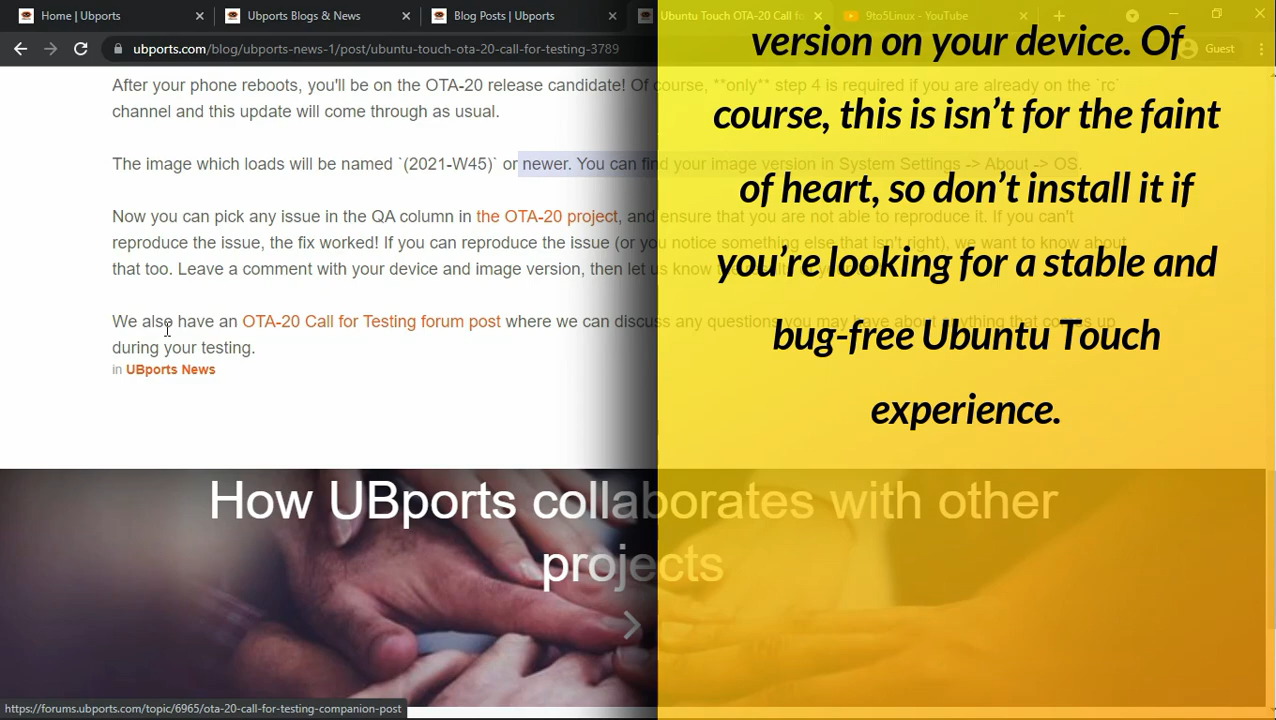 Home | Ubports
Ubports Blogs & News
Blog Posts | Ubports
Ubuntu Touch OTA-20 Call f
9to5Linux - YouTube
ubports.com/blog/ubports-news-1/post/ubuntu-touch-ota-20-call-for-testing-3789
Guest
After your phone reboots, you'll be on the OTA-20 release candidate! Of course, **only** step 4 is required if you are already on the `rc`
channel and this update will come through as usual.
The image which loads will be named `(2021-W45)` or newer. You can find your image version in System Settings -> About -> OS.
Now you can pick any issue in the QA column in the OTA-20 project, and ensure that you are not able to reproduce it. If you can't
reproduce the issue, the fix worked! If you can reproduce the issue (or you notice something else that isn't right), we want to know about
that too. Leave a comment with your device and image version, then let us know
We also have an OTA-20 Call for Testing forum post where we can discuss any questions you may have about anything that comes up
during your testing.
in UBports News
How UBports collaborates with other
projects
https://forums.ubports.com/topic/6965/ota-20-call-for-testing-companion-post
version on your device. Of
course, this is isn't for the faint
of heart, so don't install it if
you're looking for a stable and
bug-free Ubuntu Touch
experience.